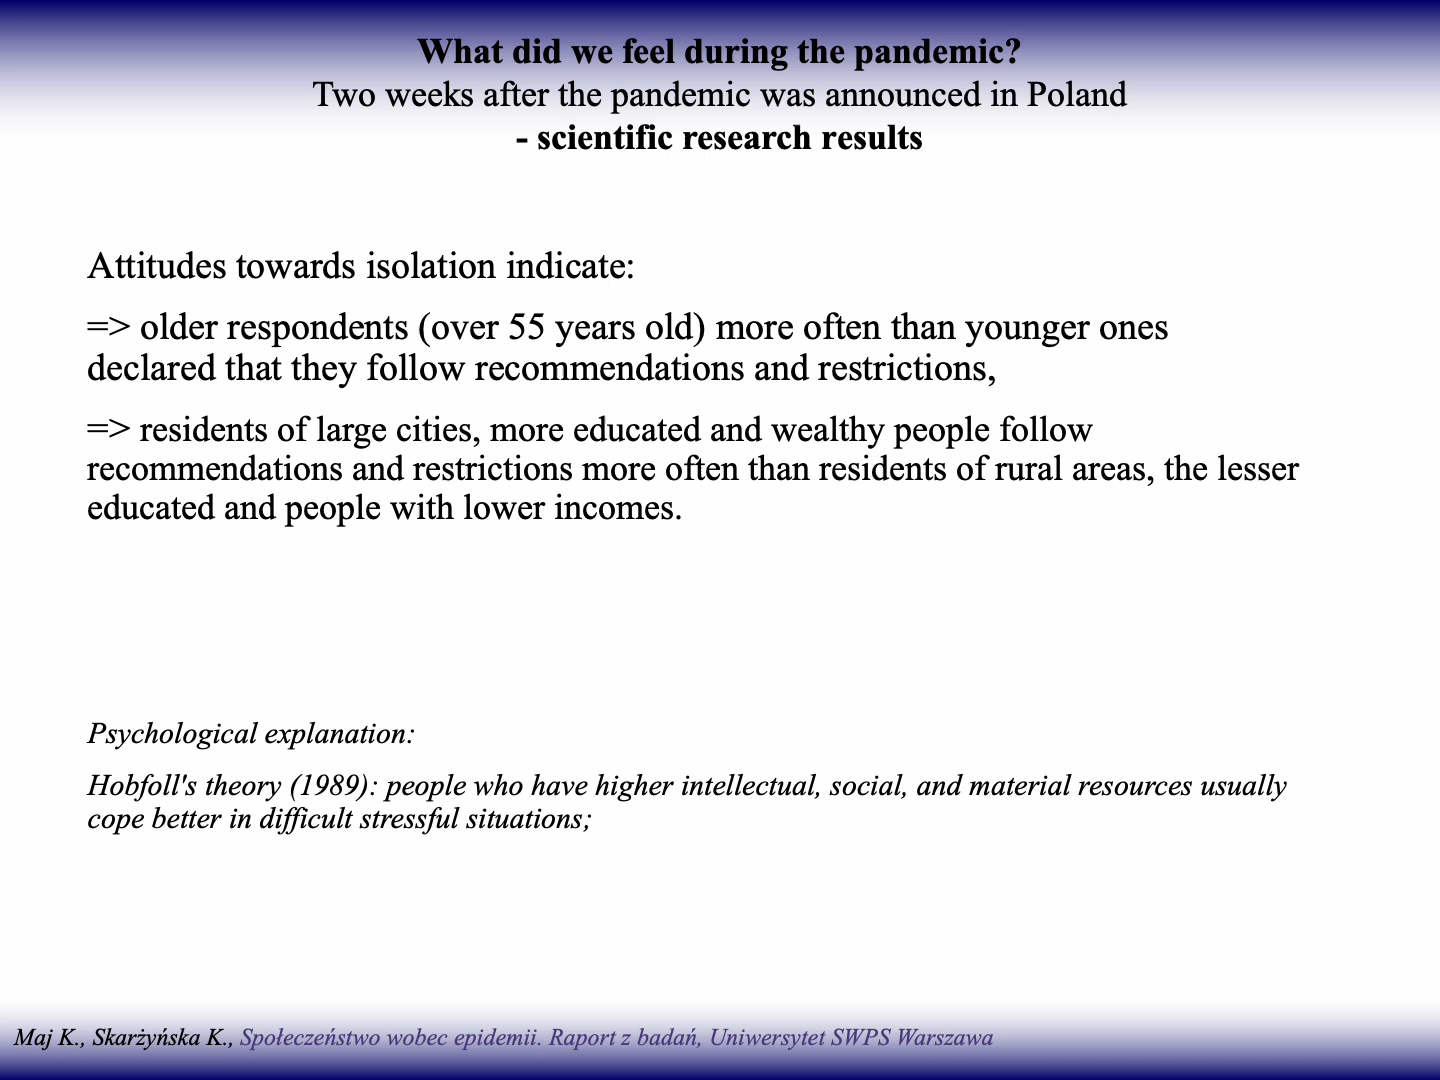 What did we feel during the pandemic?
Two weeks after the pandemic was announced in Poland
- scientific research results
Attitudes towards isolation indicate:
=> older respondents (over 55 years old) more often than younger ones
declared that they follow recommendations and restrictions,
=> residents of large cities, more educated and wealthy people follow
recommendations and restrictions more often than residents of rural areas, the lesser
educated and people with lower incomes.
Psychological explanation:
Hobfoll's theory (1989): people who have higher intellectual, social, and material resources usually
cope better in difficult stressful situations;
Maj K., Skarżyńska K., Społeczeństwo wobec epidemii. Raport z badań, Uniwersytet SWPS Warszawa